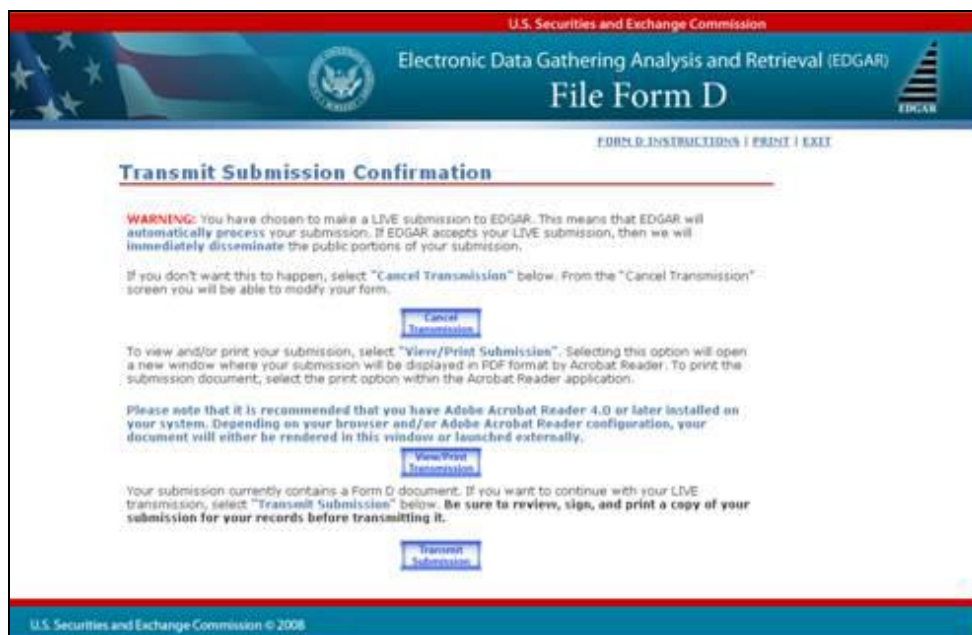 U.S. Securities and Exchange Commission
Electronic Data Gathering Analysis and Retrieval (EDGAR)
File Form D
EDGAR
FORM D INSTRUCTIONS | PRINT | EXIT
Transmit Submission Confirmation
WARNING: You have chosen to make a LIVE submission to EDGAR. This means that EDGAR will
automatically process your submission. If EDGAR accepts your LIVE submission, then we will
immediately disseminate the public portions of your submission.
If you don't want this to happen, select "Cancel Transmission" below. From the "Cancel Transmission"
screen you will be able to modify your form.
Cancel
Transmission
To view and/or print your submission, select "View/Print Submission". Selecting this option will open
a new window where your submission will be displayed in PDF format by Acrobat Reader. To print the
submission document, select the print option within the Acrobat Reader application.
Please note that it is recommended that you have Adobe Acrobat Reader 4.0 or later installed on
your system. Depending on your browser and/or Adobe Acrobat Reader configuration, your
document will either be rendered in this window or launched externally.
View/Print
Transmission
Your submission currently contains a Form D document. If you want to continue with your LIVE
transmission, select "Transmit Submission" below. Be sure to review, sign, and print a copy of your
submission for your records before transmitting it.
Transmit
Submission
U.S. Securities and Exchange Commission © 2008